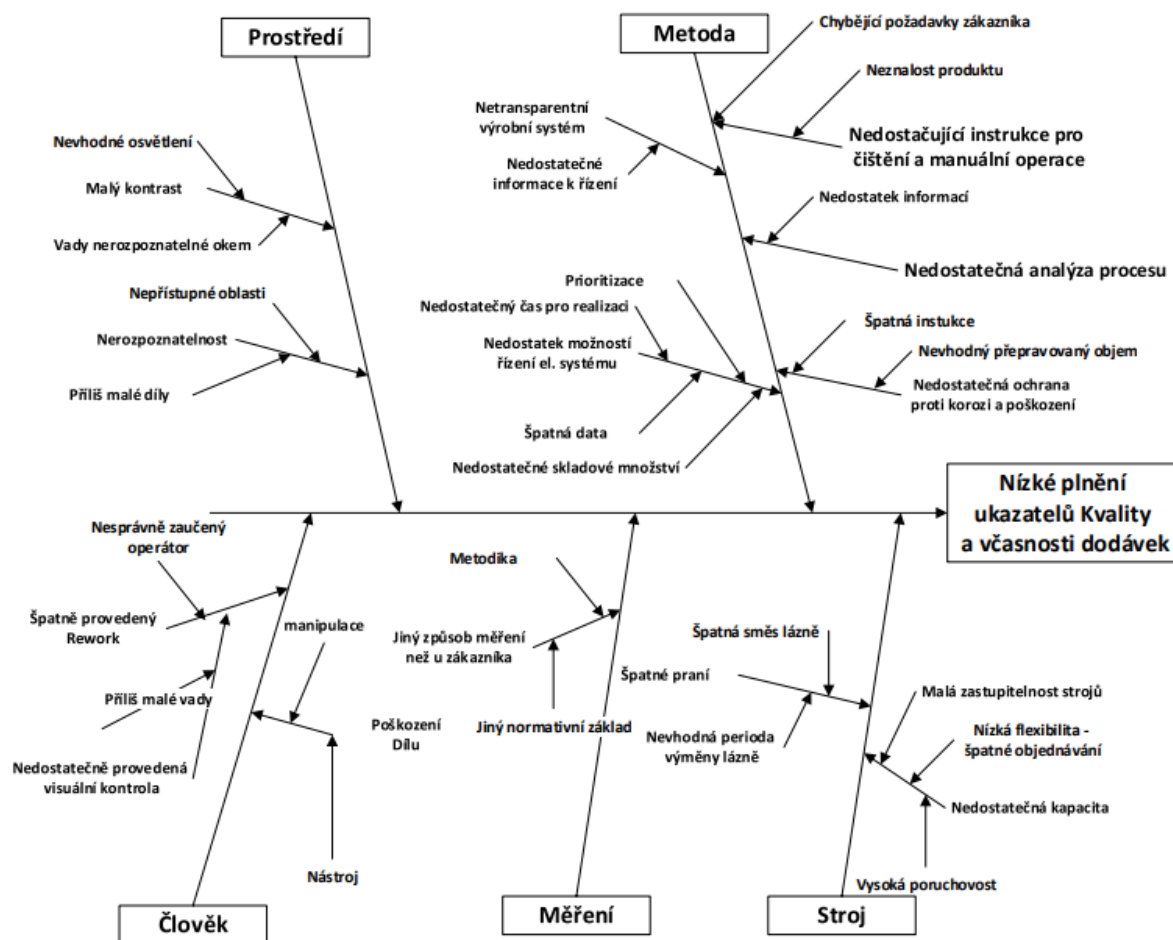 Prostředí
Metoda
Chybějící požadavky zákazníka
Neznalost produktu
Netransparentní
výrobní systém
Nedostačující instrukce pro
čištění a manuální operace
Nevhodné osvětlení
Nedostatečné
informace k řízení
Malý kontrast
Nedostatek informací
Vady nerozpoznatelné okem
Nedostatečná analýza procesu
Nepřístupné oblasti
Prioritizace
Nedostatečný čas pro realizaci
Nerozpoznatelnost
Nedostatek možností
řízení el. systému
Špatná instukce
Nevhodný přepravovaný objem
Příliš malé díly
Nedostatečná ochrana
proti korozi a poškození
Špatná data
Nedostatečné skladové množství
Nízké plnění
ukazatelů Kvality
a včasnosti dodávek
Nesprávně zaučený
operátor
Metodika
Špatně provedený
Rework
manipulace
Jiný způsob měření
než u zákazníka
Špatná směs lázně
Špatné praní
Malá zastupitelnost strojů
Příliš malé vady
Poškození
Dílu
Jiný normativní základ
Nevhodná perioda
výměny lázně
Nízká flexibilita -
špatné objednávání
Nedostatečně provedená
visuální kontrola
Nedostatečná kapacita
Nástroj
Vysoká poruchovost
Člověk
Měření
Stroj